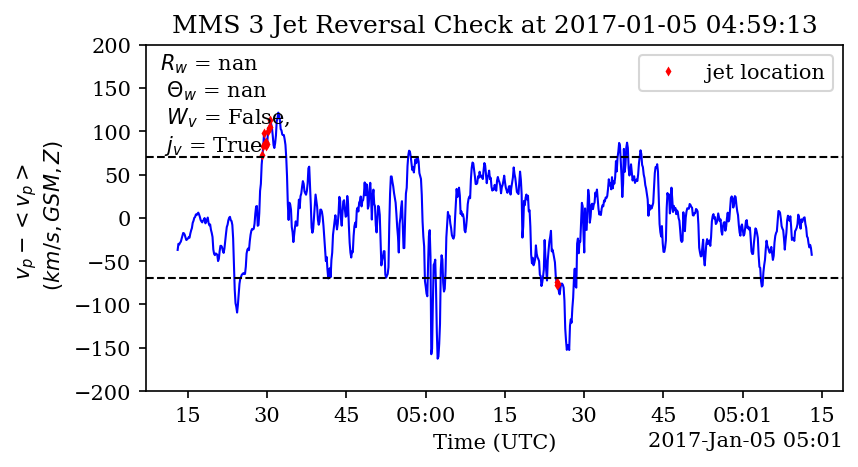 MMS 3 Jet Reversal Check at 2017-01-05 04:59:13
R_w = nan
Θ_w = nan
W_v = False,
j_v = True
jet location
v_p − < v_p >
(km/s, GSM, Z)
200
150
100
50
0
−50
−100
−150
−200
15 30 45 05:00 15 30 45 05:01 15
Time (UTC)
2017-Jan-05 05:01